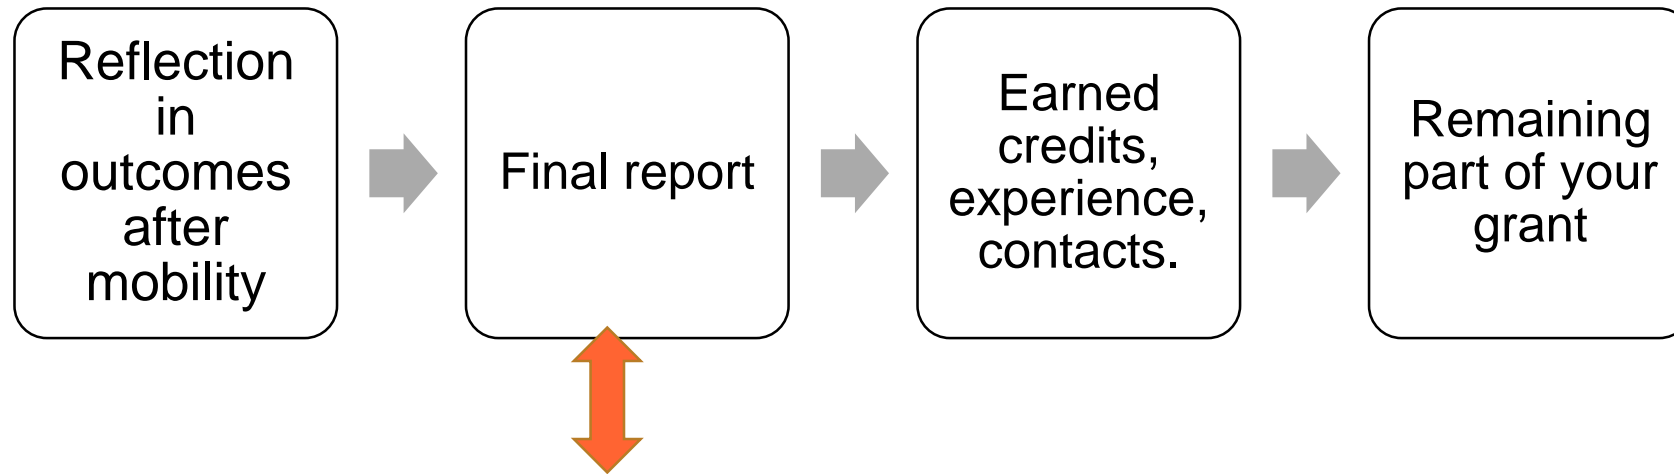 Reflection
in
outcomes
after
mobility
Final report
Earned
credits,
experience,
contacts.
Remaining
part of your
grant